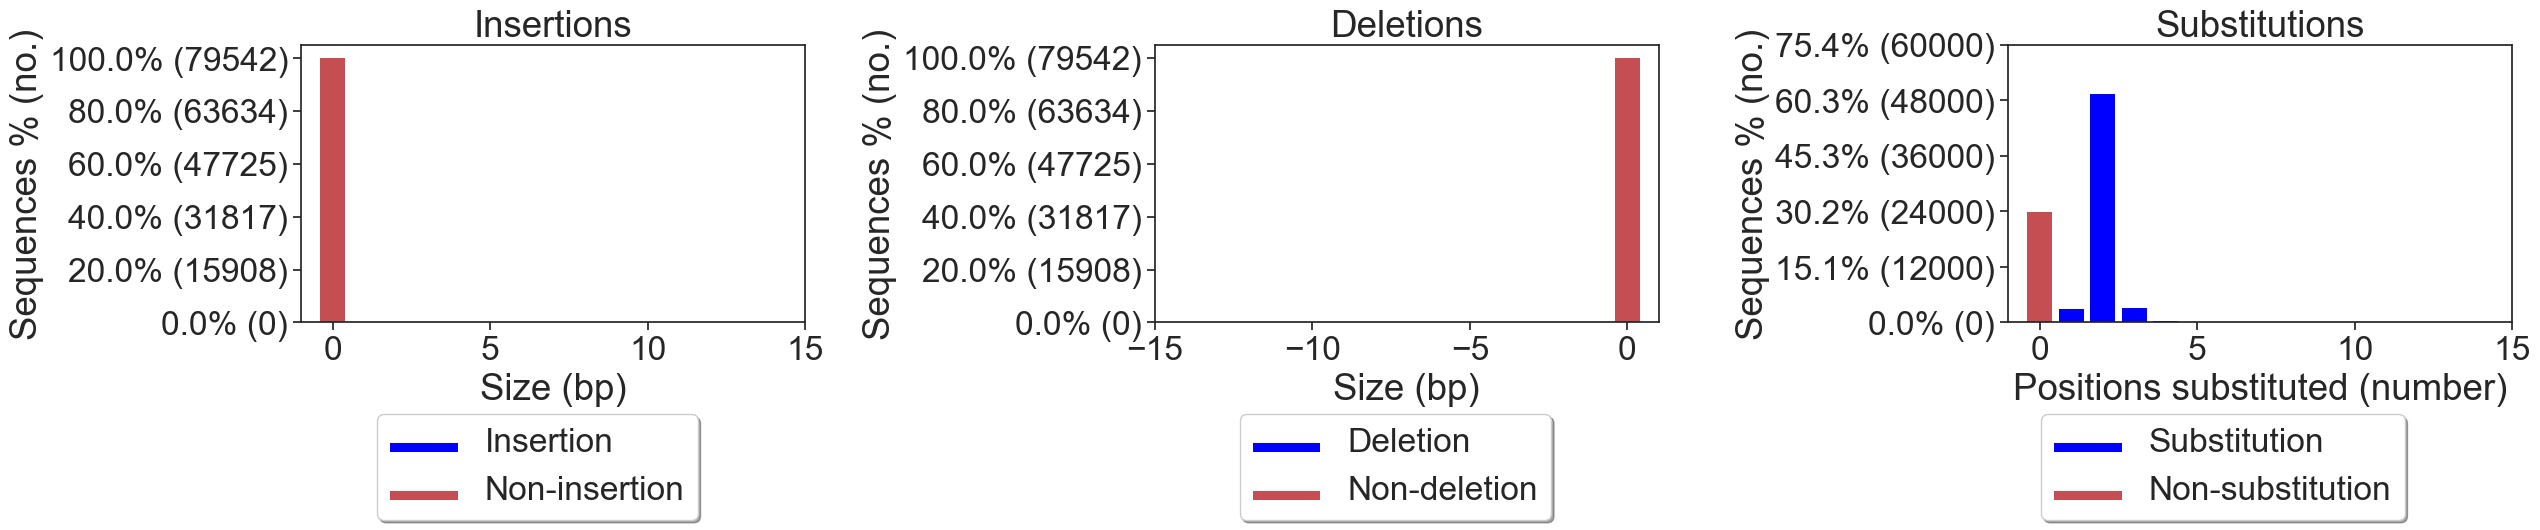 Insertions
Sequences % (no.)
100.0% (79542)
80.0% (63634)
60.0% (47725)
40.0% (31817)
20.0% (15908)
0.0% (0)
0 5 10 15
Size (bp)
Insertion
Non-insertion
Deletions
Sequences % (no.)
100.0% (79542)
80.0% (63634)
60.0% (47725)
40.0% (31817)
20.0% (15908)
0.0% (0)
−15 −10 −5 0
Size (bp)
Deletion
Non-deletion
Substitutions
Sequences % (no.)
75.4% (60000)
60.3% (48000)
45.3% (36000)
30.2% (24000)
15.1% (12000)
0.0% (0)
0 5 10 15
Positions substituted (number)
Substitution
Non-substitution